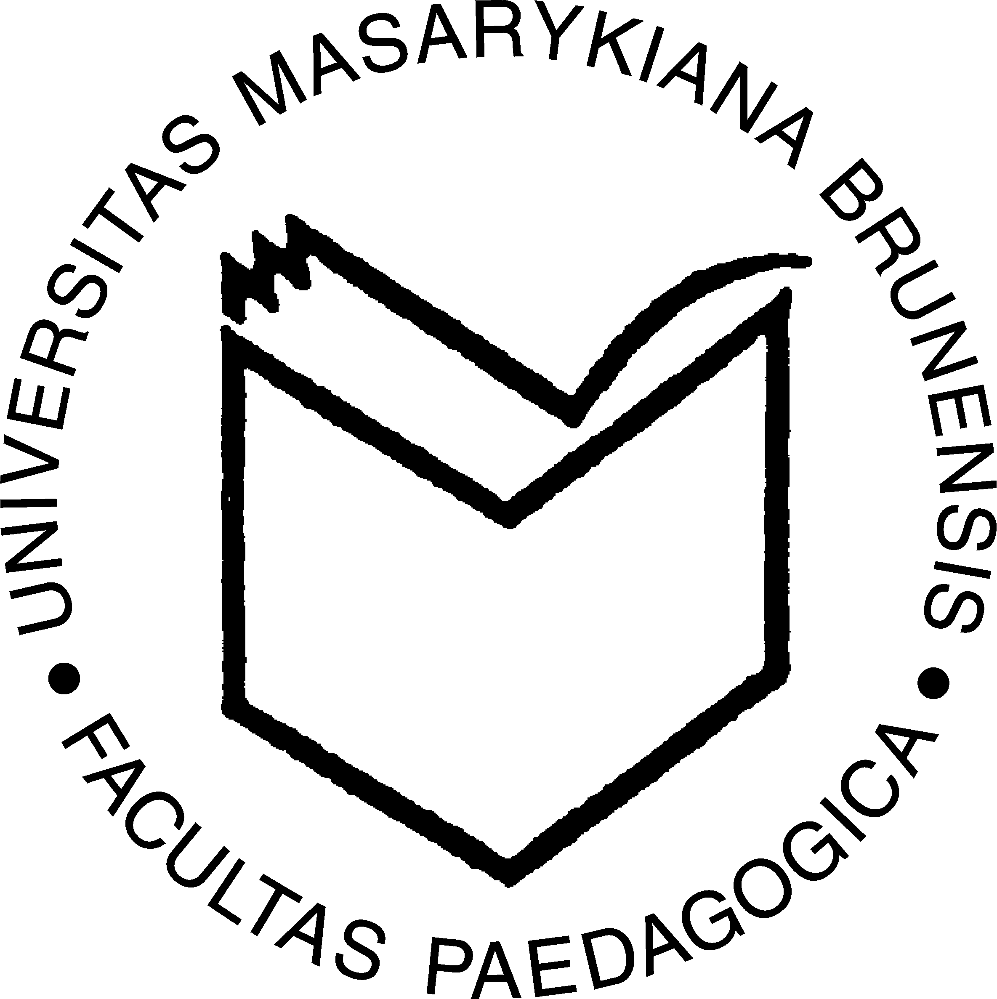 UNIVERSITAS MASARYKIANA BRUNENSIS
• FACULTAS PAEDAGOGICA •